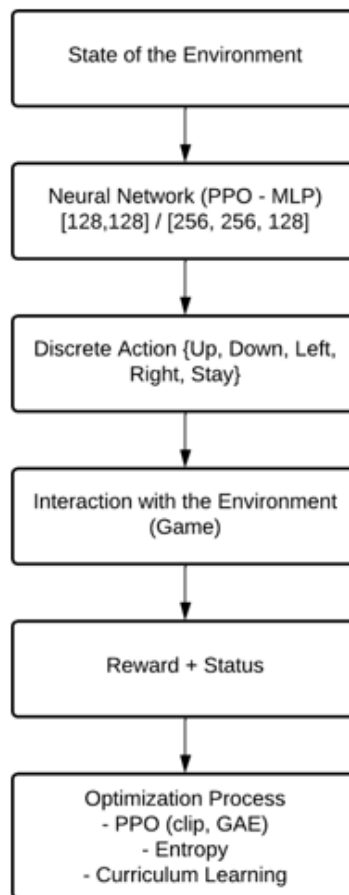 State of the Environment
Neural Network (PPO - MLP)
[128,128] / [256, 256, 128]
Discrete Action {Up, Down, Left,
Right, Stay}
Interaction with the Environment
(Game)
Reward + Status
Optimization Process
- PPO (clip, GAE)
- Entropy
- Curriculum Learning